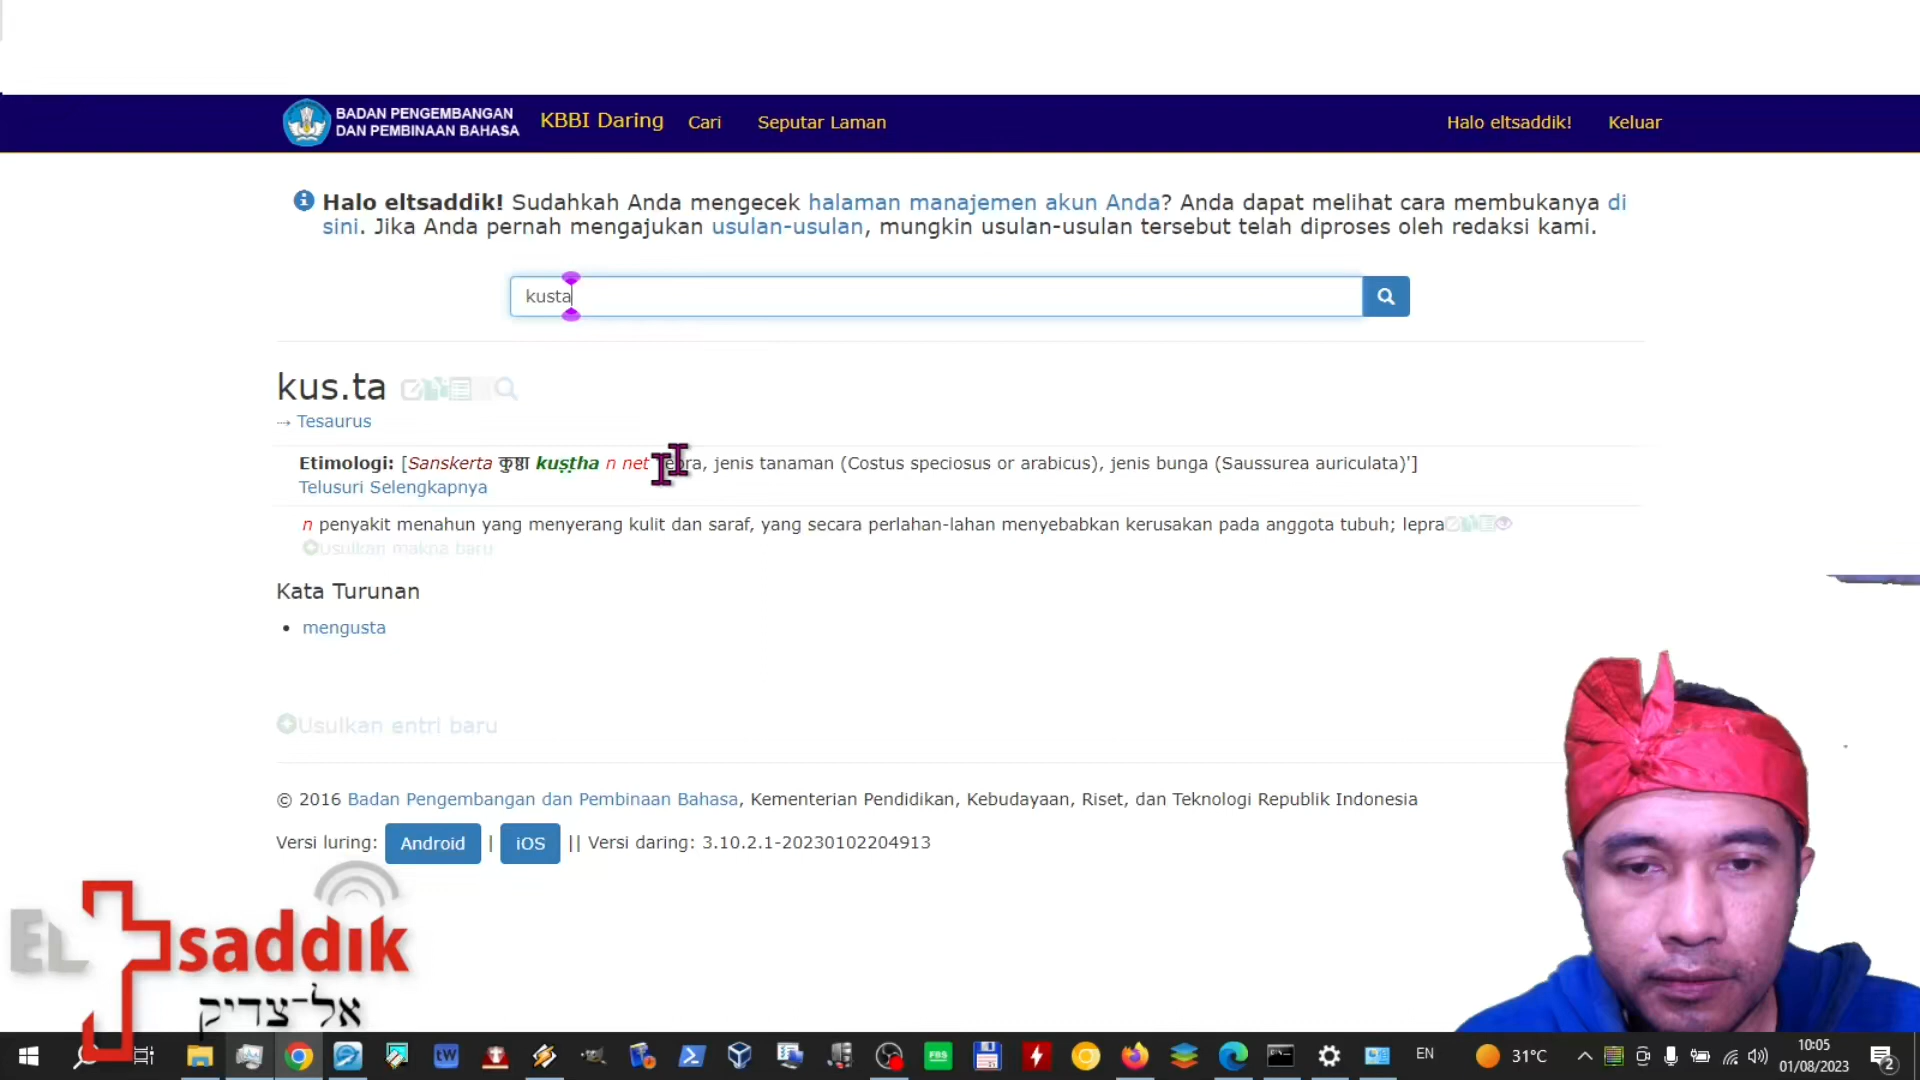 BADAN PENGEMBANGAN
DAN PEMBINAAN BAHASA
KBBI Daring Cari Seputar Laman Halo eltsaddik! Keluar
Halo eltsaddik! Sudahkah Anda mengecek halaman manajemen akun Anda? Anda dapat melihat cara membukanya di
sini. Jika Anda pernah mengajukan usulan-usulan, mungkin usulan-usulan tersebut telah diproses oleh redaksi kami.
kusta
kus.ta
→ Tesaurus
Etimologi: [Sanskerta कुष्ठा kuṣṭha n net lepra, jenis tanaman (Costus speciosus or arabicus), jenis bunga (Saussurea auriculata)']
Telusuri Selengkapnya
n penyakit menahun yang menyerang kulit dan saraf, yang secara perlahan-lahan menyebabkan kerusakan pada anggota tubuh; lepra
Usulkan makna baru
Kata Turunan
• mengusta
Usulkan entri baru
© 2016 Badan Pengembangan dan Pembinaan Bahasa, Kementerian Pendidikan, Kebudayaan, Riset, dan Teknologi Republik Indonesia
Versi luring: Android | iOS || Versi daring: 3.10.2.1-20230102204913
EL saddik
אל־צדיק
tW FBS EN 31°C 10:05
01/08/2023 2